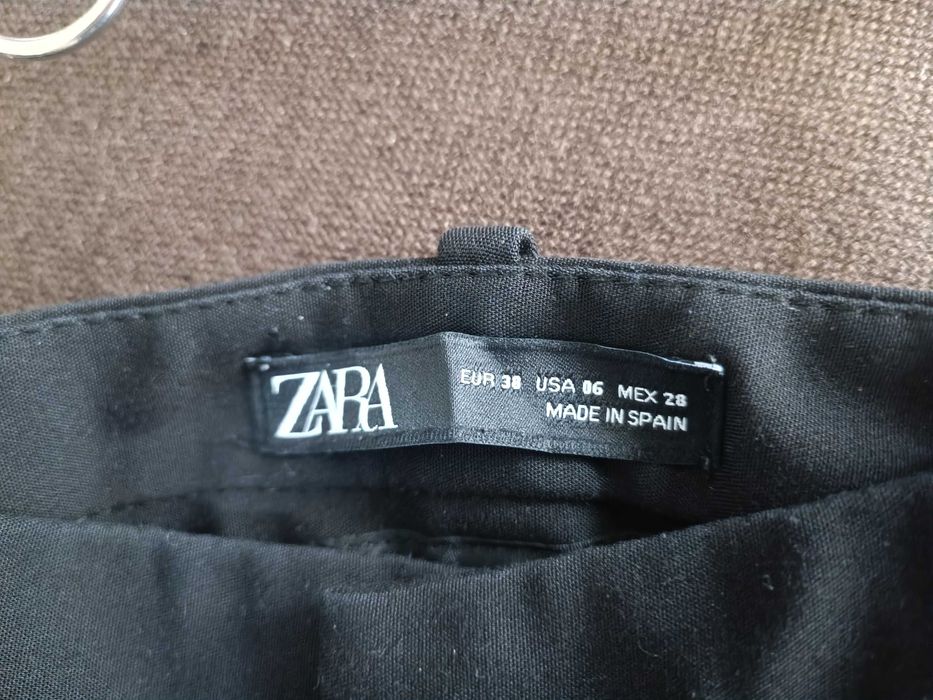 ZARA
EUR 38 USA 06 MEX 28
MADE IN SPAIN